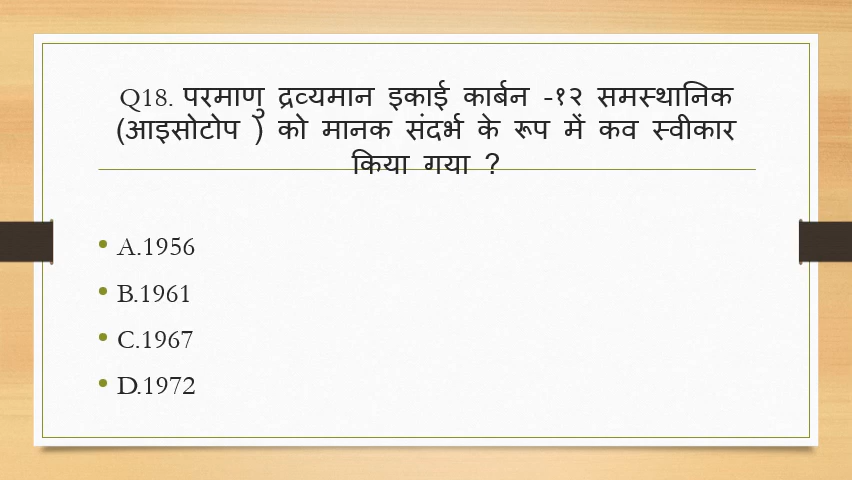 Q18. परमाणु द्रव्यमान इकाई कार्बन -१२ समस्थानिक
(आइसोटोप ) को मानक संदर्भ के रूप में कव स्वीकार
किया गया ?
• A.1956
• B.1961
• C.1967
• D.1972